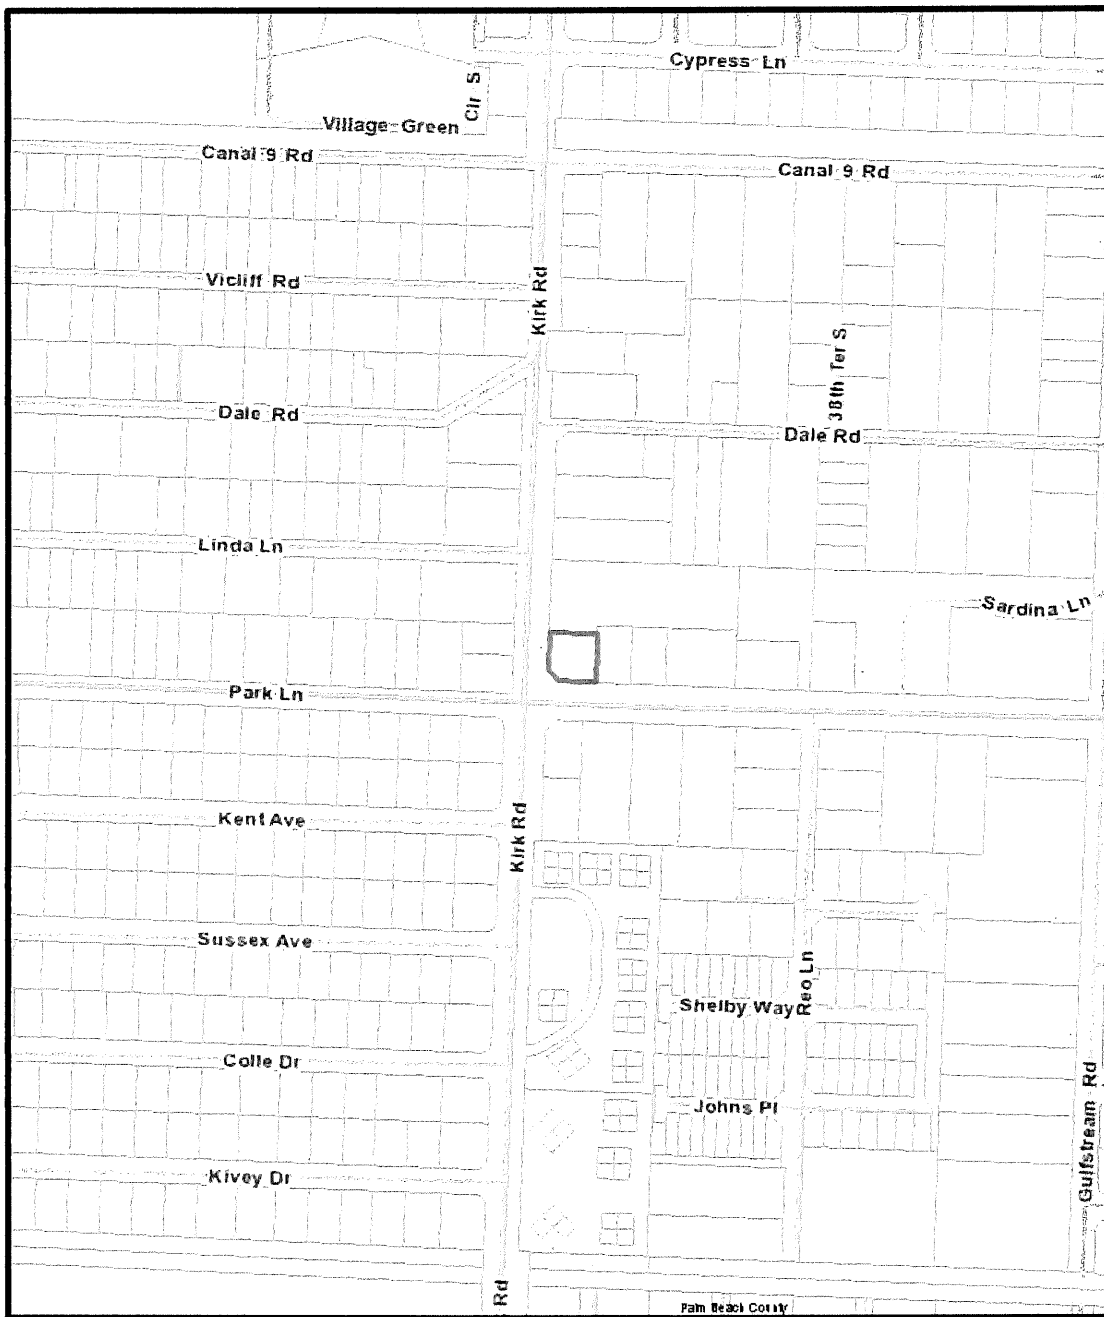 Cypress Ln
Cir S
Village Green
Canal 9 Rd
Canal 9 Rd
Vicliff Rd
Kirk Rd
38th Ter S
Dale Rd
Dale Rd
Linda Ln
Sardina Ln
Park Ln
Kent Ave
Kirk Rd
Sussex Ave
Reo Ln
Shelby Way
Colle Dr
Gulfstream Rd
Johns Pl
Kivey Dr
Rd
Palm Beach County